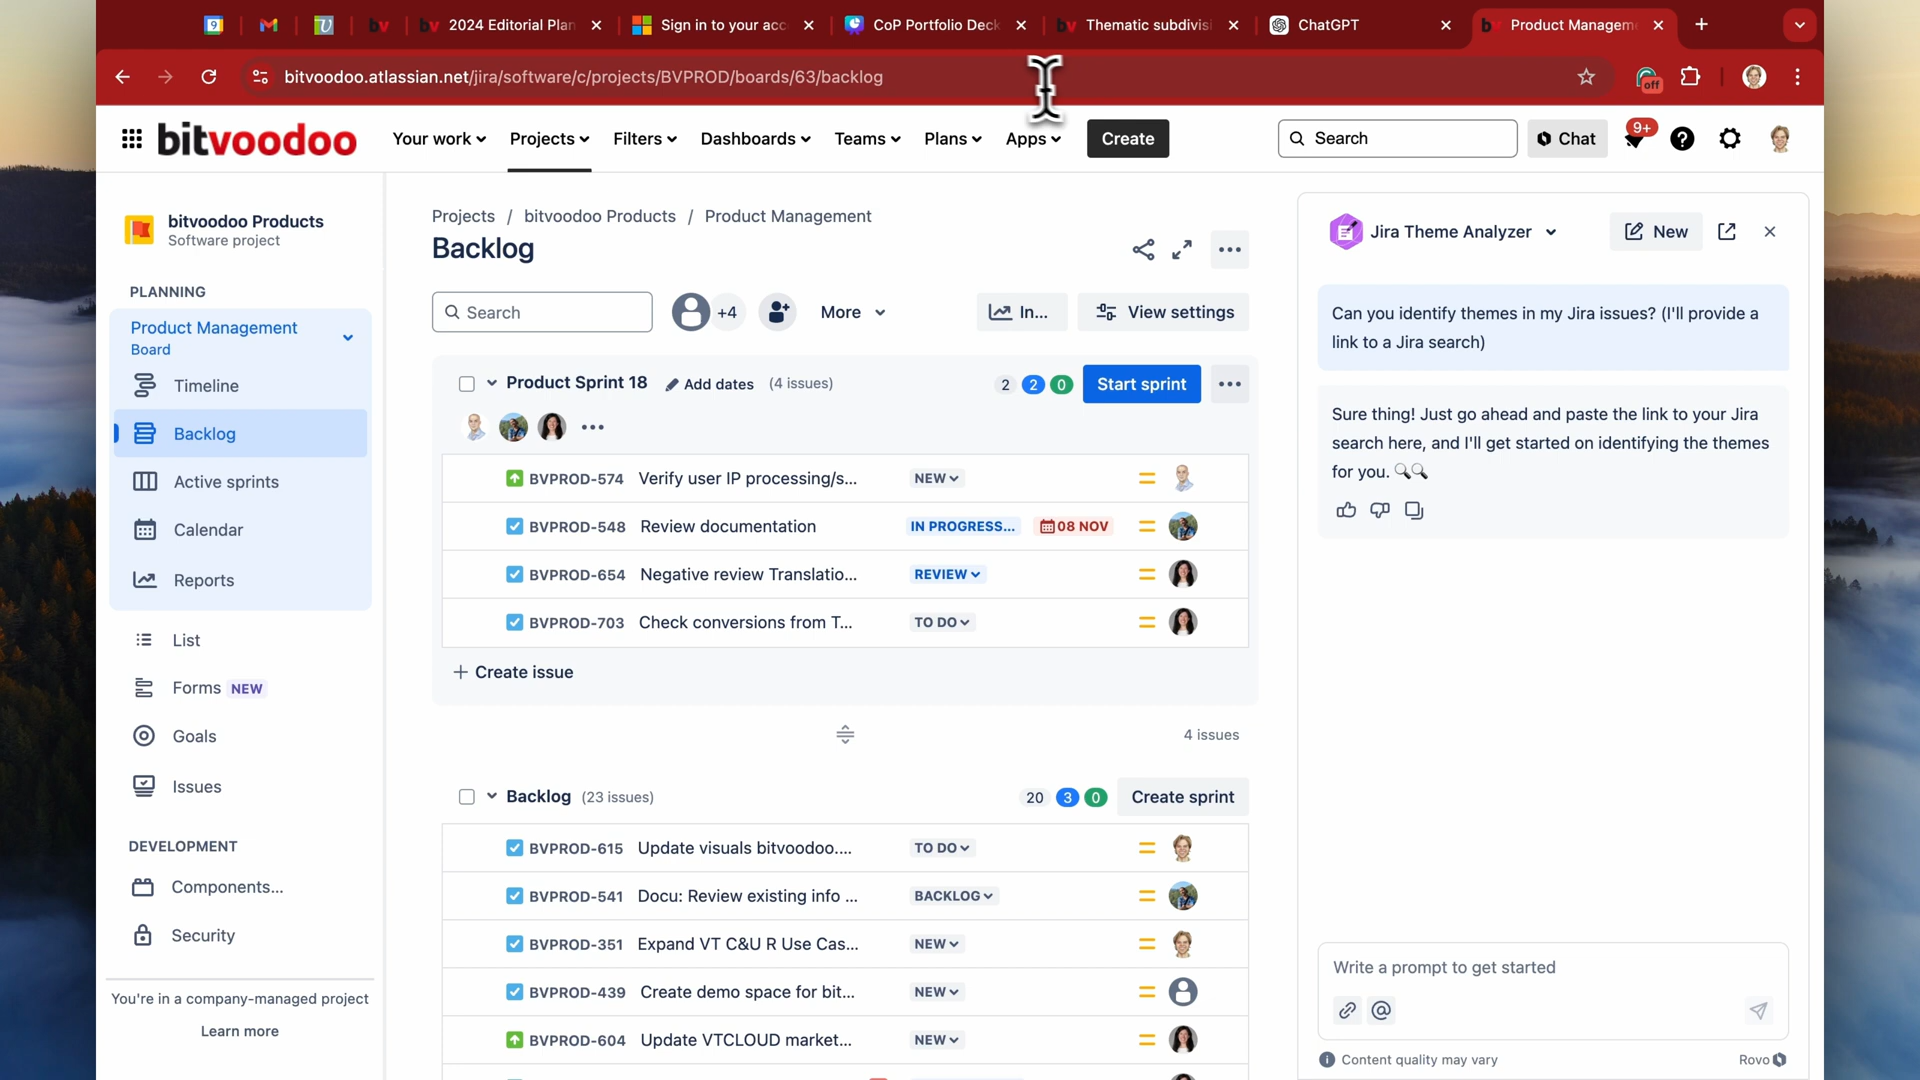 9
2024 Editorial Plan
Sign in to your acc
CoP Portfolio Deck
bv
Thematic subdivisi
ChatGPT
Product Managem
bitvoodoo.atlassian.net/jira/software/c/projects/BVPROD/boards/63/backlog
off
bitvoodoo
Your work
Projects
Filters
Dashboards
Teams
Plans
Apps
Create
Search
Chat
9+
bitvoodoo Products
Software project
PLANNING
Product Management
Board
Timeline
Backlog
Active sprints
Calendar
Reports
List
Forms NEW
Goals
Issues
DEVELOPMENT
Components...
Security
You're in a company-managed project
Learn more
Projects / bitvoodoo Products / Product Management
Backlog
Search
+4
More
In...
View settings
Product Sprint 18
Add dates
(4 issues)
2 2 0
Start sprint
BVPROD-574 Verify user IP processing/s... NEW
BVPROD-548 Review documentation IN PROGRESS... 08 NOV
BVPROD-654 Negative review Translatio... REVIEW
BVPROD-703 Check conversions from T... TO DO
+ Create issue
4 issues
Backlog (23 issues)
20 3 0
Create sprint
BVPROD-615 Update visuals bitvoodoo.... TO DO
BVPROD-541 Docu: Review existing info ... BACKLOG
BVPROD-351 Expand VT C&U R Use Cas... NEW
BVPROD-439 Create demo space for bit... NEW
BVPROD-604 Update VTCLOUD market... NEW
Jira Theme Analyzer
New
Can you identify themes in my Jira issues? (I'll provide a
link to a Jira search)
Sure thing! Just go ahead and paste the link to your Jira
search here, and I'll get started on identifying the themes
for you.
Write a prompt to get started
Content quality may vary
Rovo